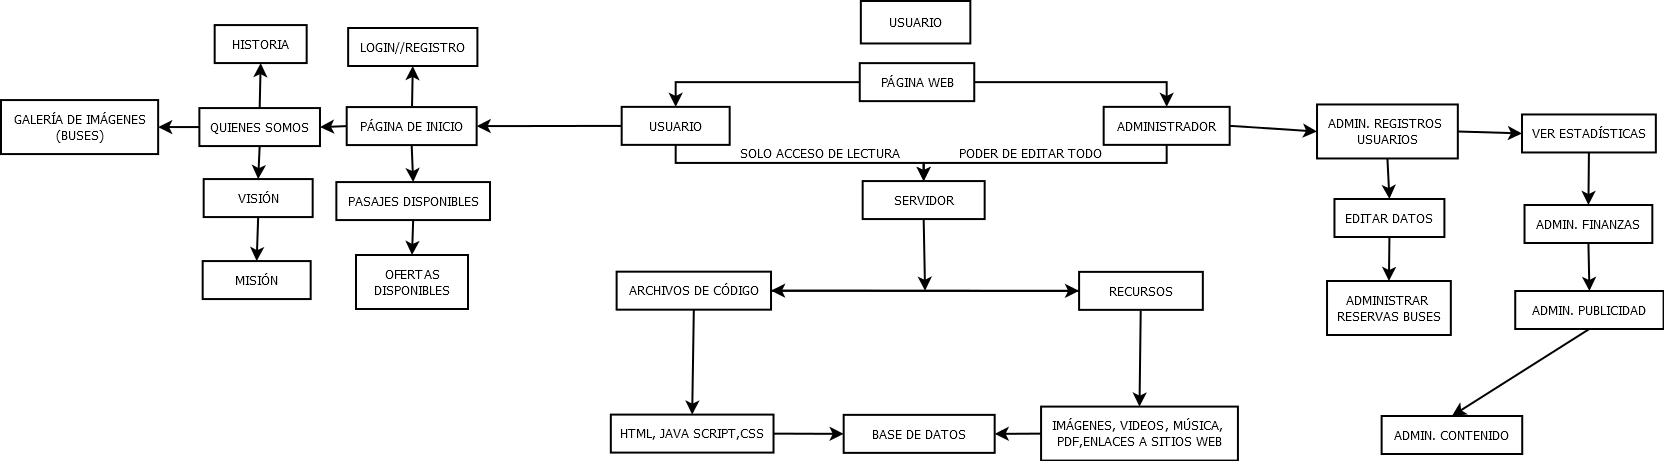 USUARIO
HISTORIA
LOGIN//REGISTRO
PÁGINA WEB
GALERÍA DE IMÁGENES
(BUSES)
QUIENES SOMOS
PÁGINA DE INICIO
USUARIO
ADMINISTRADOR
ADMIN. REGISTROS
USUARIOS
VER ESTADÍSTICAS
SOLO ACCESO DE LECTURA
PODER DE EDITAR TODO
VISIÓN
PASAJES DISPONIBLES
SERVIDOR
EDITAR DATOS
ADMIN. FINANZAS
MISIÓN
OFERTAS
DISPONIBLES
ARCHIVOS DE CÓDIGO
RECURSOS
ADMINISTRAR
RESERVAS BUSES
ADMIN. PUBLICIDAD
HTML, JAVA SCRIPT,CSS
BASE DE DATOS
IMÁGENES, VIDEOS, MÚSICA,
PDF,ENLACES A SITIOS WEB
ADMIN. CONTENIDO